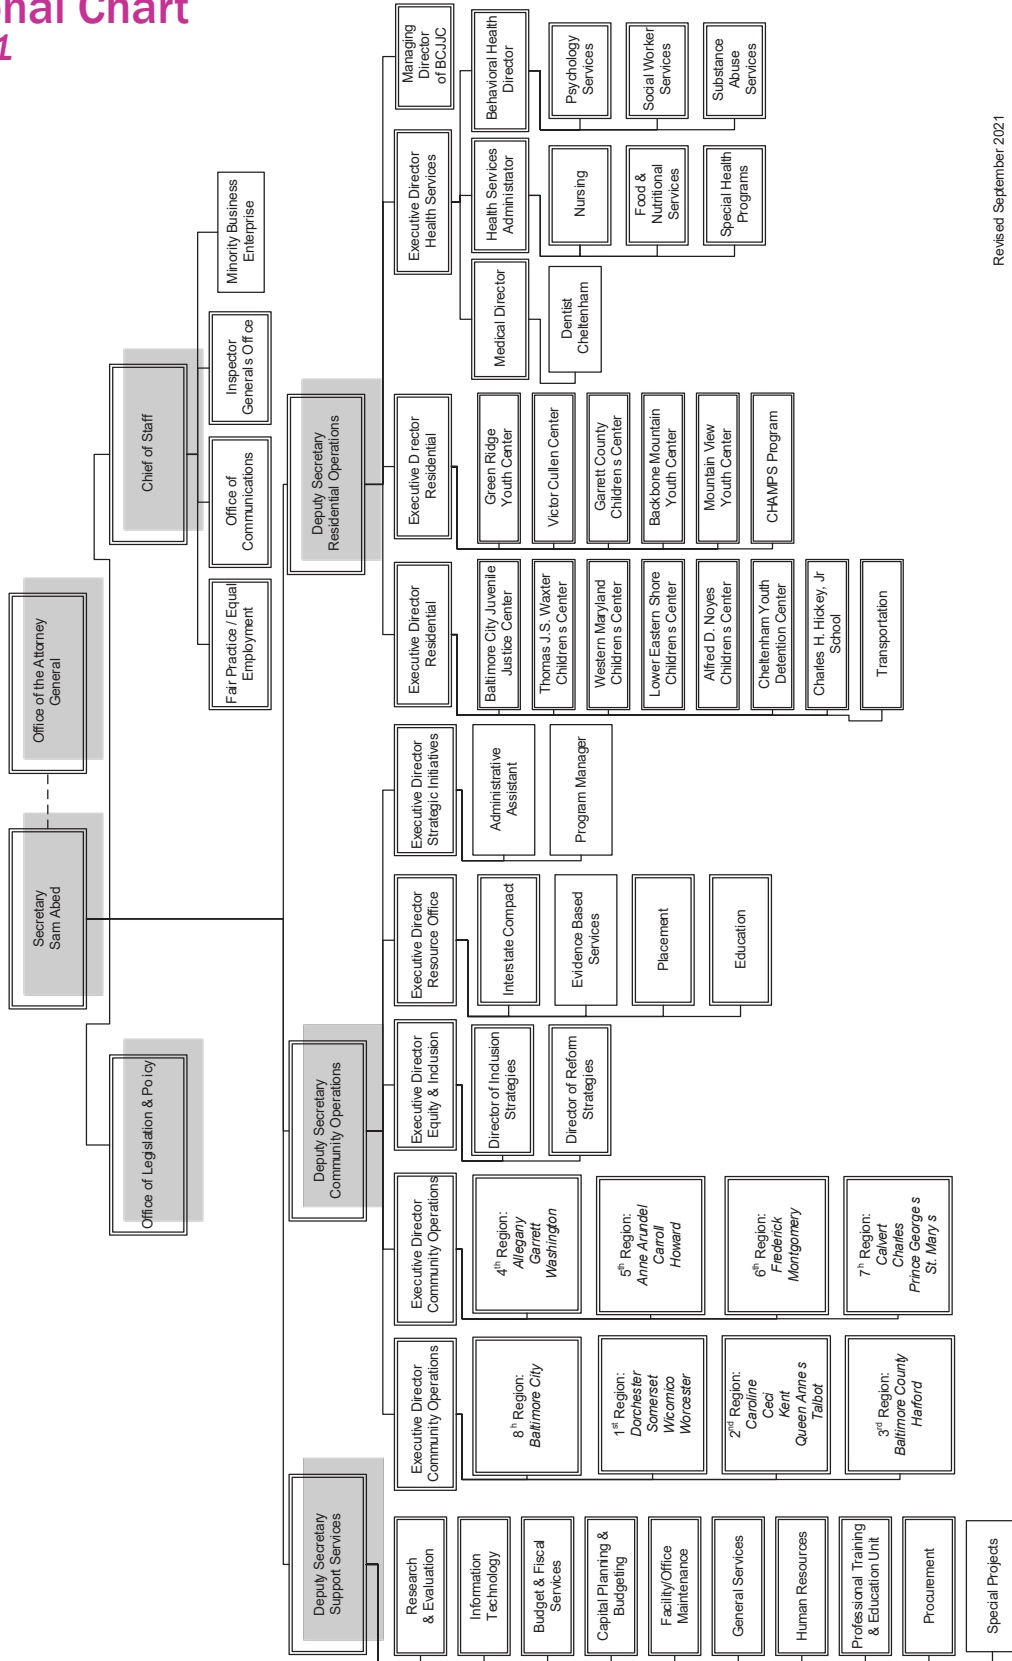 onal Chart
1
Secretary
Sam Abed
Office of the Attorney
General
Office of Legislation & Po icy
Chief of Staff
Fair Practice / Equal
Employment
Office of
Communications
Inspector
General s Off ce
Minority Business
Enterprise
Deputy Secretary
Support Services
Deputy Secretary
Community Operations
Deputy Secretary
Residential Operations
Research
& Evaluation
Information
Technology
Budget & Fiscal
Services
Capital Planning &
Budgeting
Facility/Office
Maintenance
General Services
Human Resources
Professional Training
& Education Unit
Procurement
Special Projects
Executive Director
Community Operations
8 h Region:
Baltimore City
1st Region:
Dorchester
Somerset
Wicomico
Worcester
2nd Region:
Caroline
Ceci
Kent
Queen Anne s
Talbot
3rd Region:
Baltimore County
Harford
Executive Director
Community Operations
4th Region:
Allegany
Garrett
Washington
5th Region:
Anne Arundel
Carroll
Howard
6th Region:
Frederick
Montgomery
7 h Region:
Calvert
Charles
Prince George s
St. Mary s
Executive Director
Equity & Inclusion
Director of Inclusion
Strategies
Director of Reform
Strategies
Executive Director
Resource Office
Interstate Compact
Evidence Based
Services
Placement
Education
Executive Director
Strategic Initiatives
Administrative
Assistant
Program Manager
Executive Director
Residential
Baltimore City Juvenile
Justice Center
Thomas J.S. Waxter
Children s Center
Western Maryland
Children s Center
Lower Eastern Shore
Children s Center
Alfred D. Noyes
Children s Center
Cheltenham Youth
Detention Center
Charles H. Hickey, Jr
School
Transportation
Executive D rector
Residential
Green Ridge
Youth Center
Victor Cullen Center
Garrett County
Children s Center
Backbone Mountain
Youth Center
Mountain View
Youth Center
CHAMPS Program
Executive Director
Health Services
Medical Director
Dentist
Cheltenham
Health Services
Administrator
Nursing
Food &
Nutritional
Services
Special Health
Programs
Behavioral Health
Director
Psychology
Services
Social Worker
Services
Substance
Abuse
Services
Managing
Director
of BCJJC
Revised September 2021